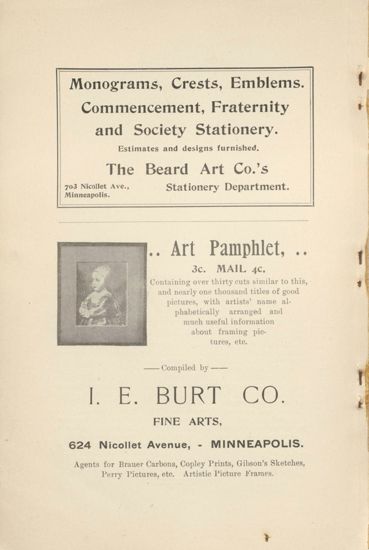 Monograms, Crests, Emblems.
Commencement, Fraternity
and Society Stationery.
Estimates and designs furnished.
The Beard Art Co.'s
703 Nicollet Ave.,
Minneapolis.
Stationery Department.
.. Art Pamphlet, ..
3c. MAIL 4c.
Containing over thirty cuts similar to this,
and nearly one thousand titles of good
pictures, with artists' name al-
phabetically arranged and
much useful information
about framing pic-
tures, etc.
—— Compiled by ——
I. E. BURT CO.
FINE ARTS,
624 Nicollet Avenue, - MINNEAPOLIS.
Agents for Brauer Carbons, Copley Prints, Gibson's Sketches,
Perry Pictures, etc. Artistic Picture Frames.